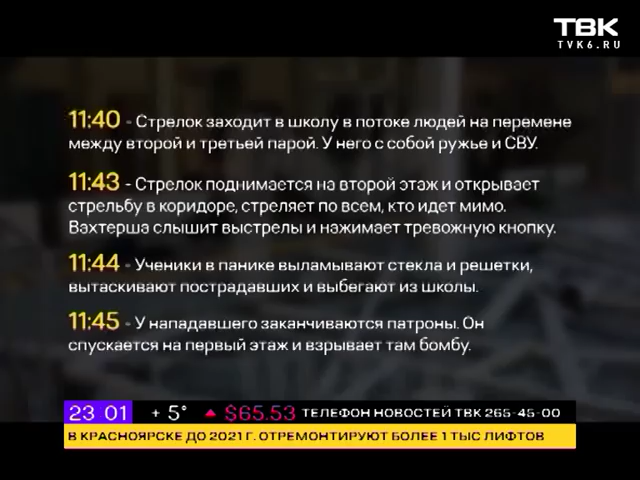 ТВК
TVK6.RU
11:40 - Стрелок заходит в школу в потоке людей на перемене
между второй и третьей парой. У него с собой ружье и СВУ.
11:43 - Стрелок поднимается на второй этаж и открывает
стрельбу в коридоре, стреляет по всем, кто идет мимо.
Вахтерша слышит выстрелы и нажимает тревожную кнопку.
11:44 - Ученики в панике выламывают стекла и решетки,
вытаскивают пострадавших и выбегают из школы.
11:45 - У нападавшего заканчиваются патроны. Он
спускается на первый этаж и взрывает там бомбу.
23 01 + 5° ▲ $65.53 ТЕЛЕФОН НОВОСТЕЙ ТВК 265-45-00
В КРАСНОЯРСКЕ ДО 2021 Г. ОТРЕМОНТИРУЮТ БОЛЕЕ 1 ТЫС ЛИФТОВ